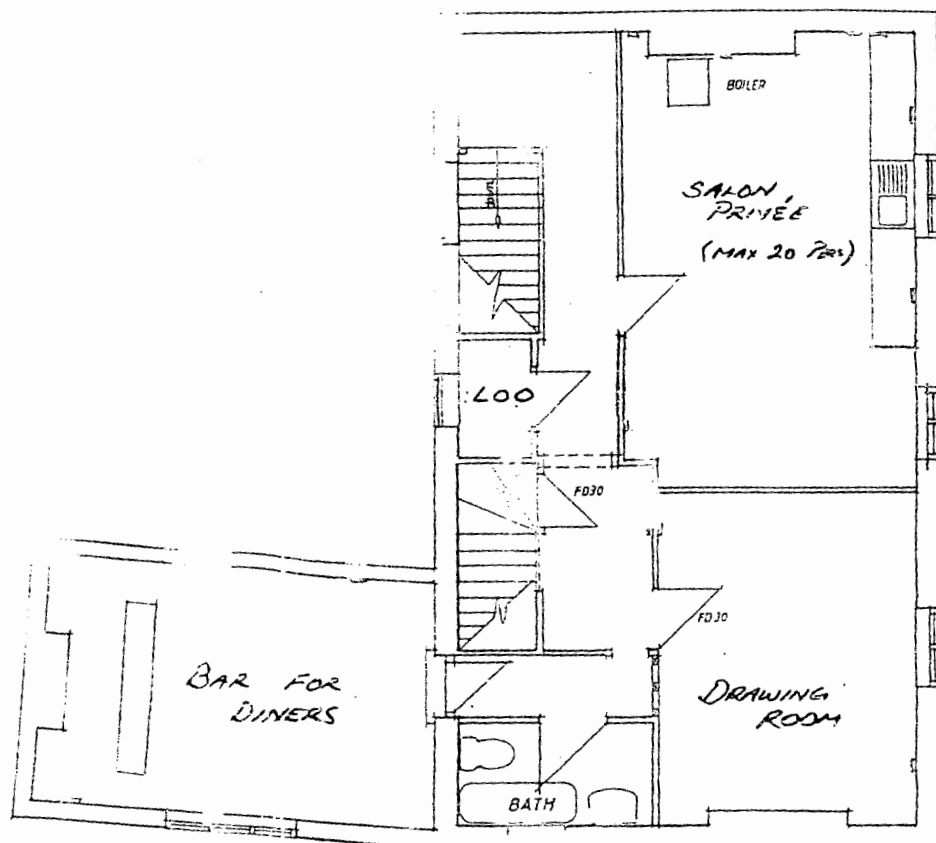 BOILER
SALON
PRIVÉE
(MAX 20 PERS)
LOO
FD30
FD30
BAR FOR
DINERS
DRAWING
ROOM
BATH